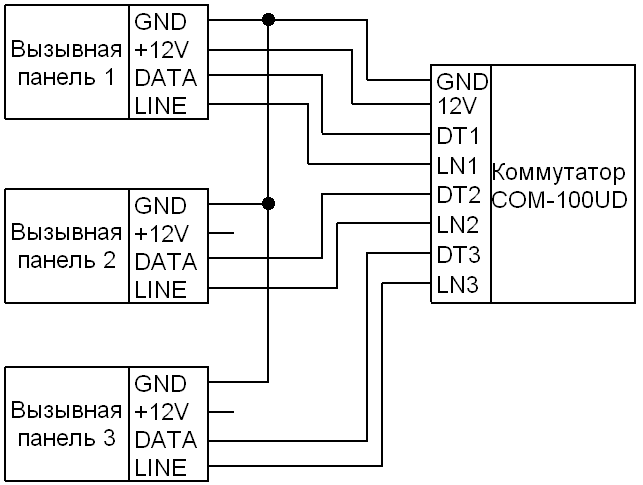 Вызывная
панель 1
GND
+12V
DATA
LINE
Вызывная
панель 2
GND
+12V
DATA
LINE
Вызывная
панель 3
GND
+12V
DATA
LINE
GND
12V
DT1
LN1
DT2
LN2
DT3
LN3
Коммутатор
COM-100UD